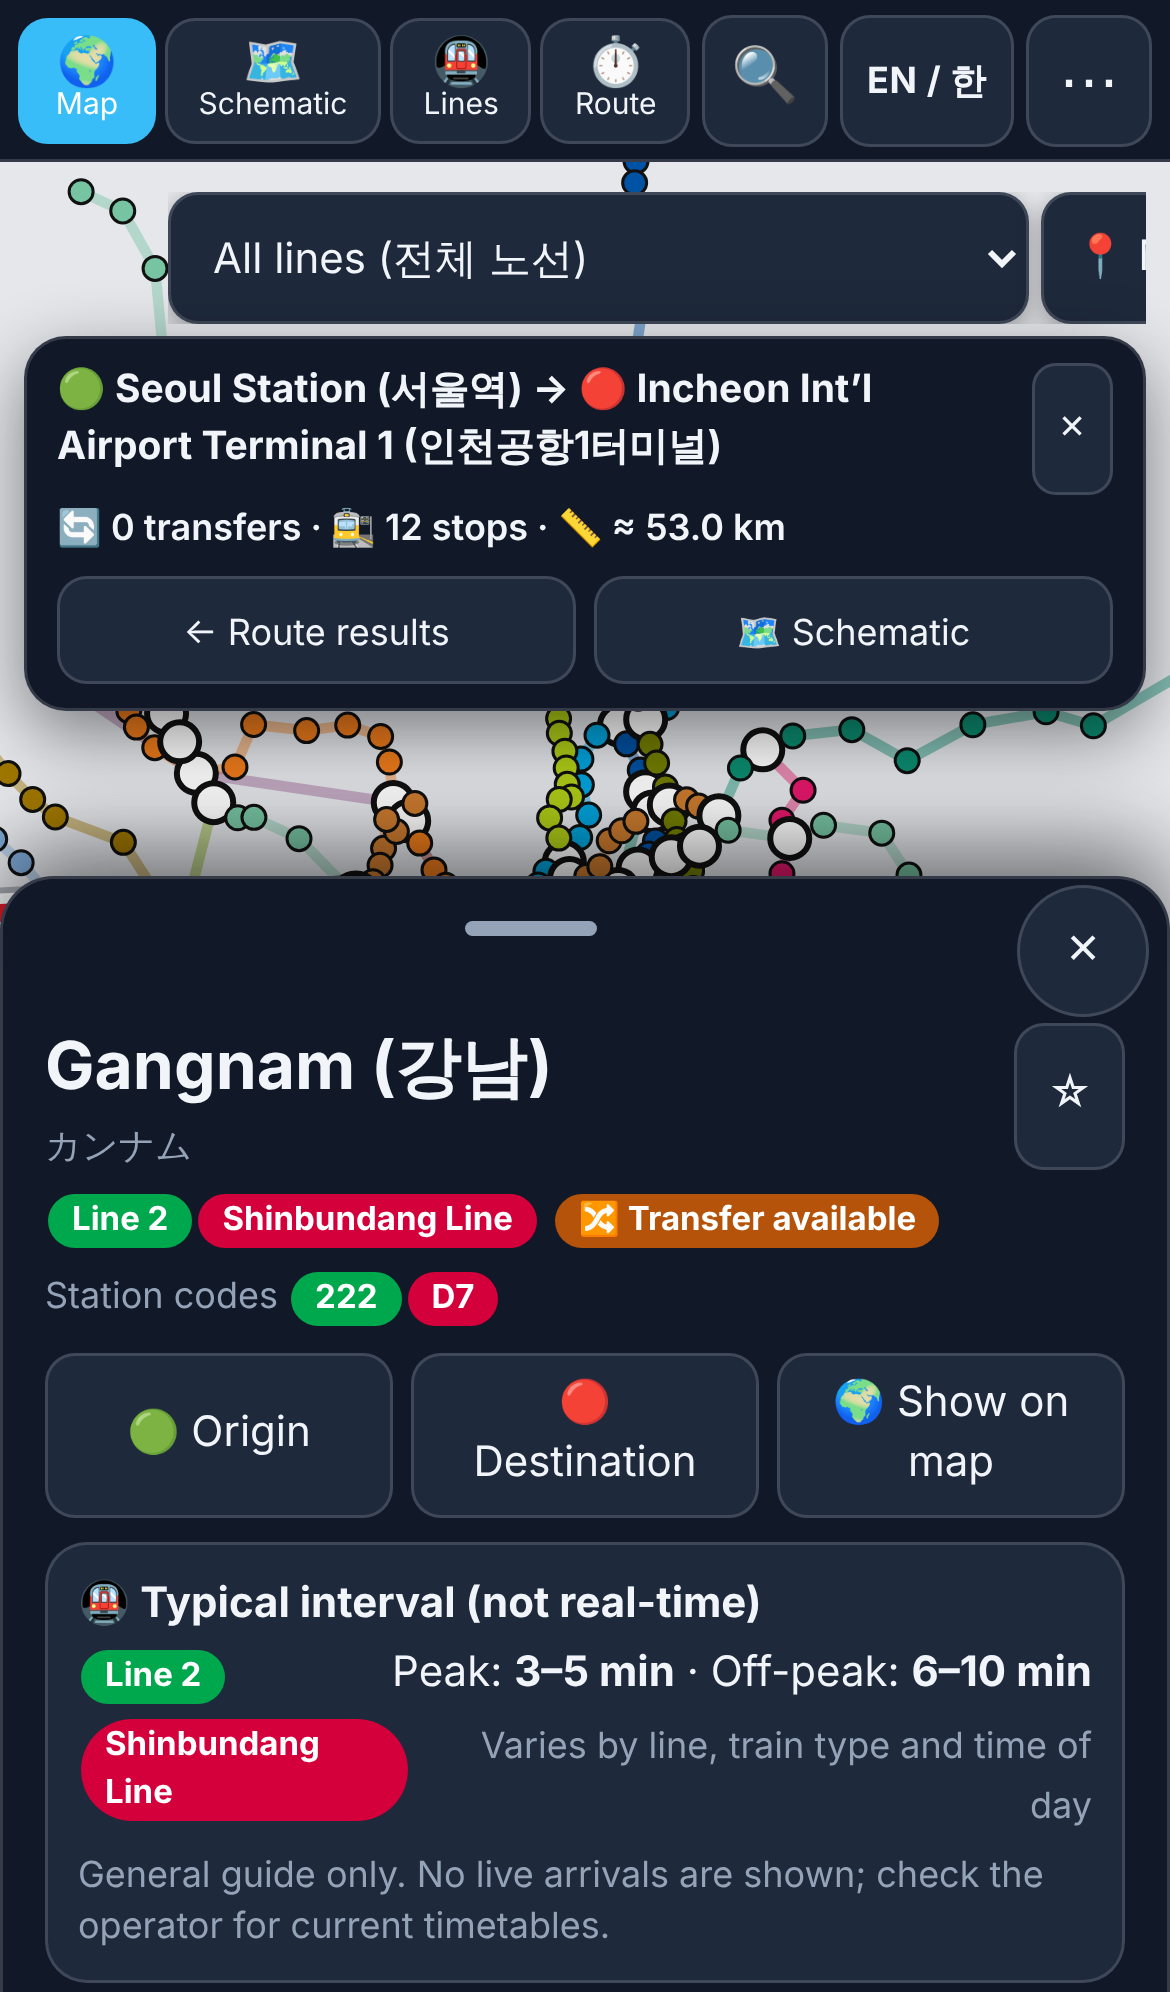 Map
Schematic
Lines
Route
EN / 한
All lines (전체 노선)
Seoul Station (서울역) → Incheon Int’l
Airport Terminal 1 (인천공항1터미널)
×
0 transfers · 12 stops · ≈ 53.0 km
← Route results
Schematic
×
Gangnam (강남)
カンナム
Line 2 Shinbundang Line Transfer available
Station codes 222 D7
Origin
Destination
Show on
map
Typical interval (not real-time)
Line 2 Peak: 3–5 min · Off-peak: 6–10 min
Shinbundang
Line
Varies by line, train type and time of
day
General guide only. No live arrivals are shown; check the
operator for current timetables.